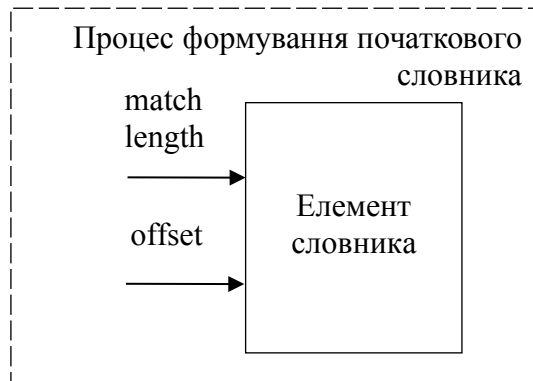 Процес формування початкового
словника
match
length
offset
Елемент
словника